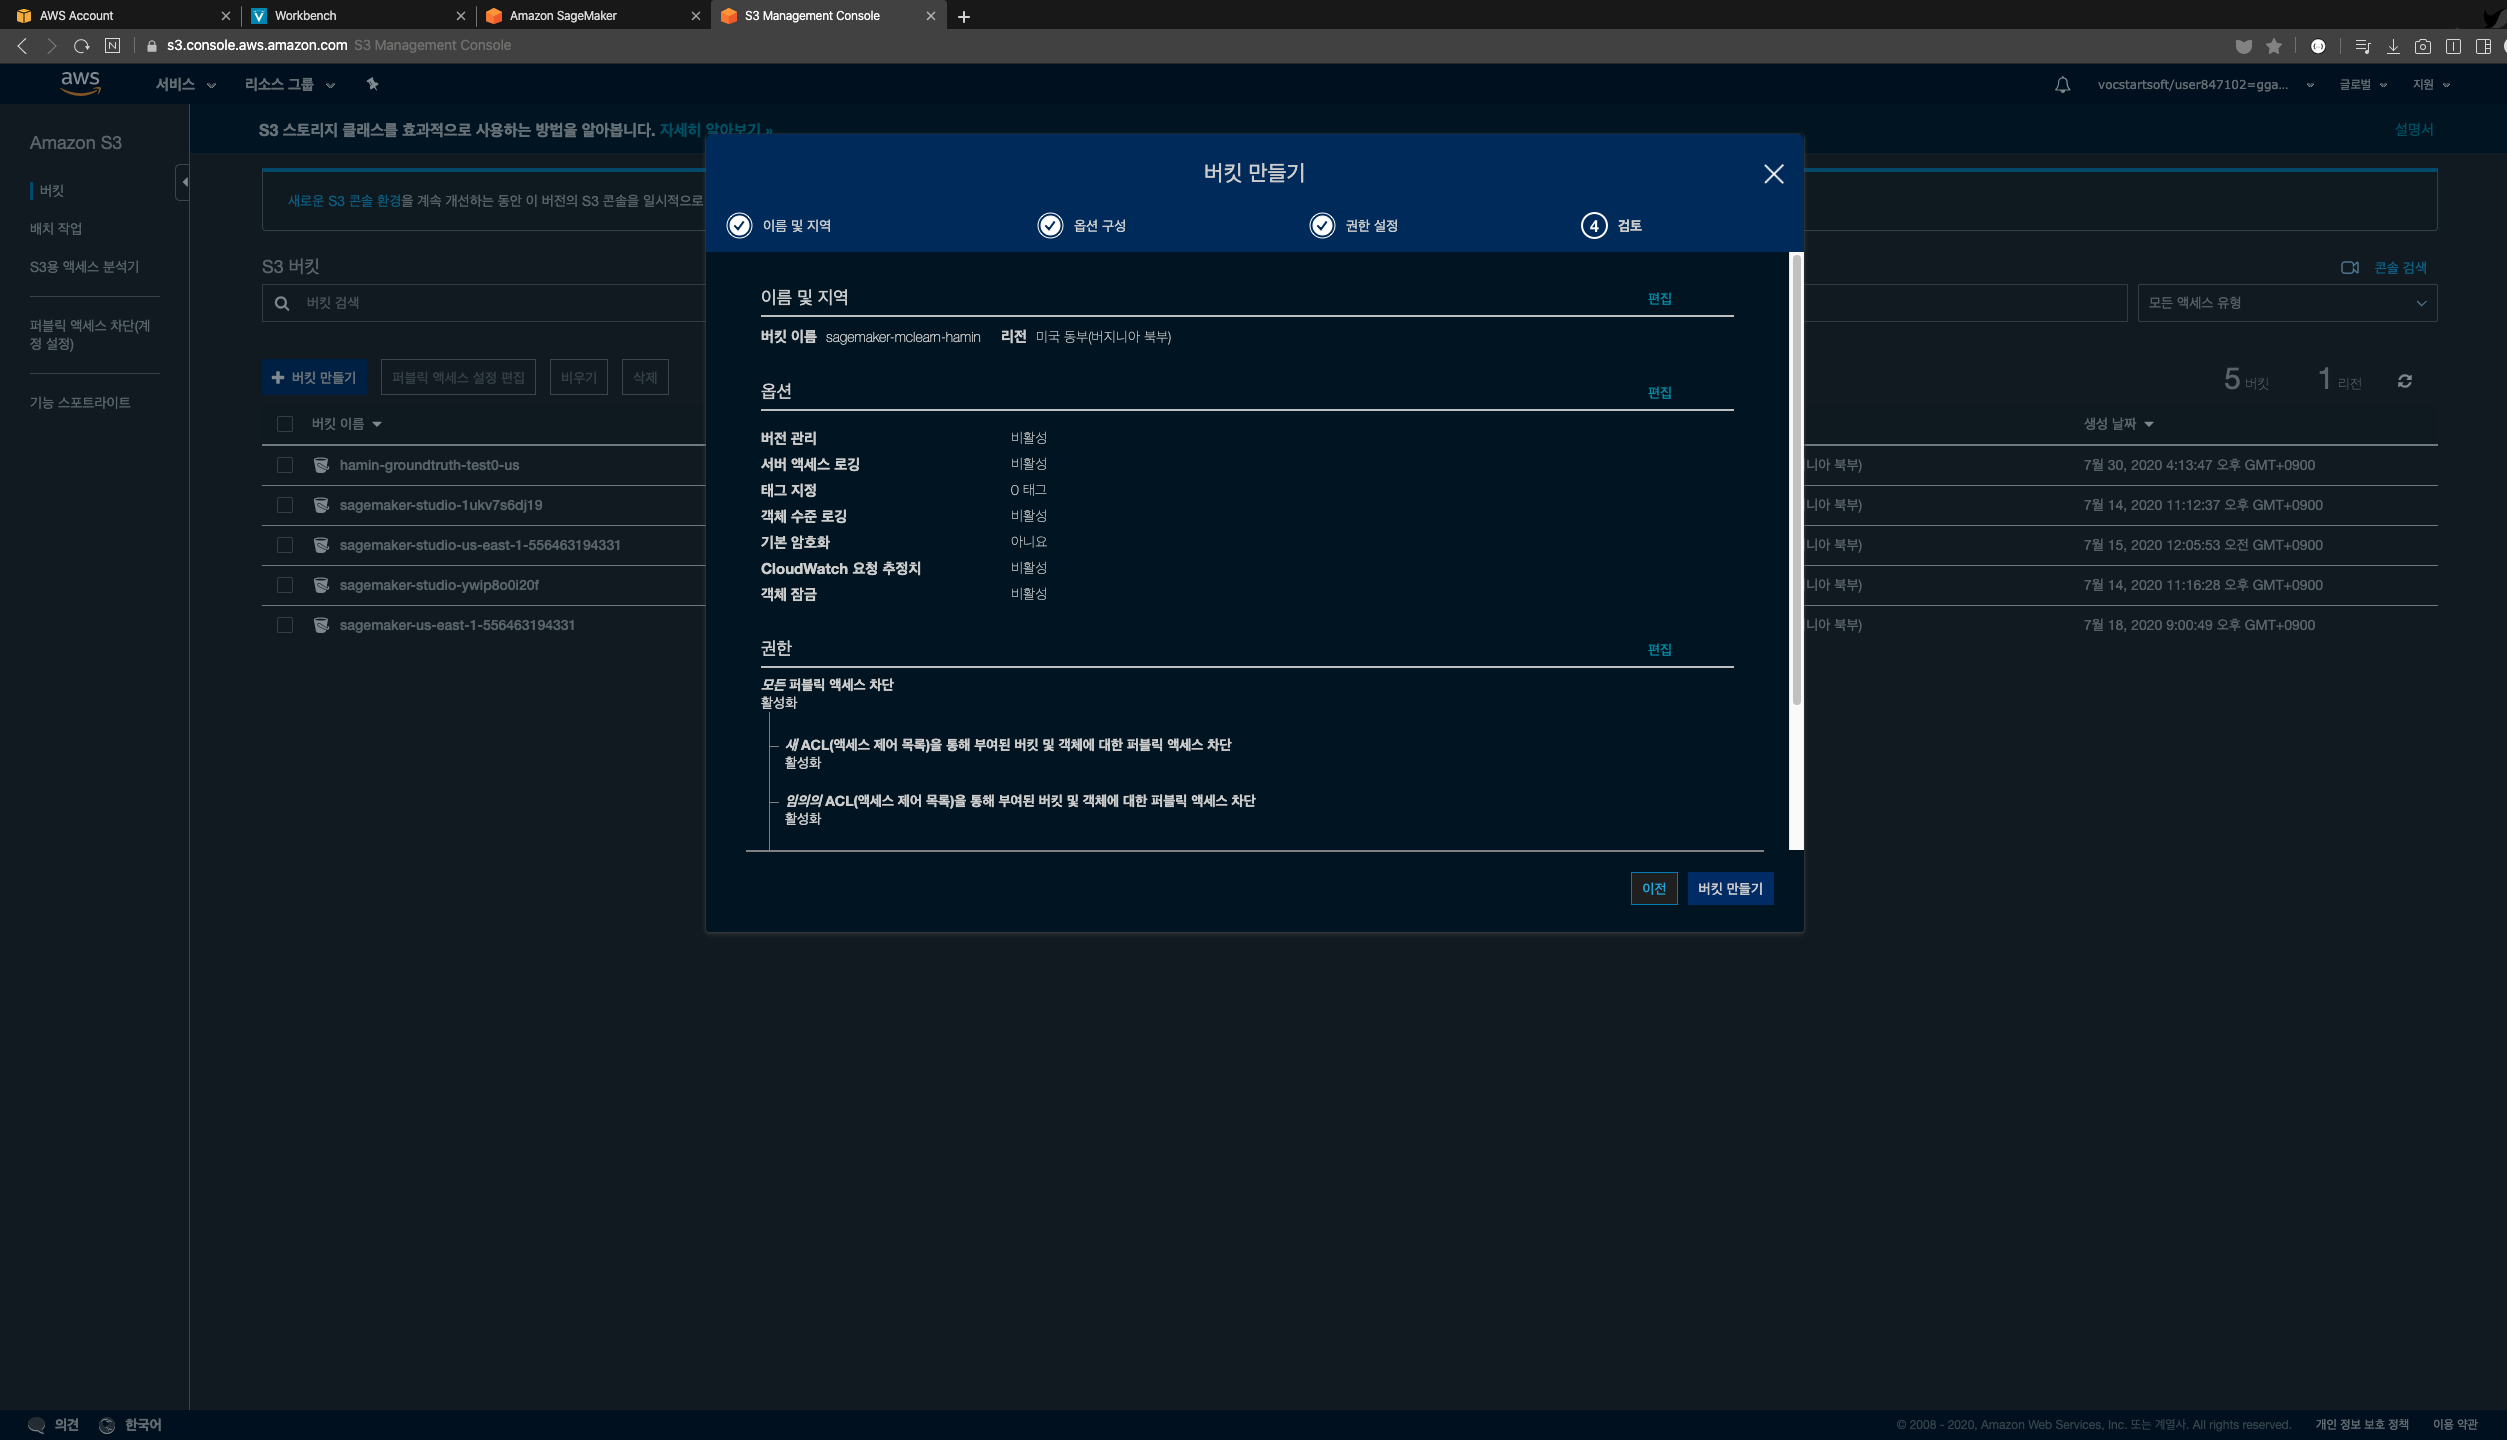 AWS Account
Workbench
Amazon SageMaker
S3 Management Console
s3.console.aws.amazon.com S3 Management Console
aws
서비스
리소스 그룹
vocstartsoft/user847102=gga...
글로벌
지원
Amazon S3
버킷
배치 작업
S3용 액세스 분석기
퍼블릭 액세스 차단(계
정 설정)
기능 스포트라이트
S3 스토리지 클래스를 효과적으로 사용하는 방법을 알아봅니다. 자세히 알아보기 »
설명서
새로운 S3 콘솔 환경을 계속 개선하는 동안 이 버전의 S3 콘솔을 일시적으로
S3 버킷
콘솔 검색
버킷 검색
모든 액세스 유형
버킷 만들기
퍼블릭 액세스 설정 편집
비우기
삭제
5 버킷
1 리전
버킷 이름
생성 날짜
hamin-groundtruth-test0-us
니아 북부)
7월 30, 2020 4:13:47 오후 GMT+0900
sagemaker-studio-1ukv7s6dj19
니아 북부)
7월 14, 2020 11:12:37 오후 GMT+0900
sagemaker-studio-us-east-1-556463194331
니아 북부)
7월 15, 2020 12:05:53 오전 GMT+0900
sagemaker-studio-ywip8o0i20f
니아 북부)
7월 14, 2020 11:16:28 오후 GMT+0900
sagemaker-us-east-1-556463194331
니아 북부)
7월 18, 2020 9:00:49 오후 GMT+0900
버킷 만들기
이름 및 지역
옵션 구성
권한 설정
4 검토
이름 및 지역
편집
버킷 이름 sagemaker-mclearn-hamin 리전 미국 동부(버지니아 북부)
옵션
편집
버전 관리 비활성
서버 액세스 로깅 비활성
태그 지정 0 태그
객체 수준 로깅 비활성
기본 암호화 아니요
CloudWatch 요청 추정치 비활성
객체 잠금 비활성
권한
편집
모든 퍼블릭 액세스 차단
활성화
새 ACL(액세스 제어 목록)을 통해 부여된 버킷 및 객체에 대한 퍼블릭 액세스 차단
활성화
임의의 ACL(액세스 제어 목록)을 통해 부여된 버킷 및 객체에 대한 퍼블릭 액세스 차단
활성화
이전
버킷 만들기
의견
한국어
© 2008 - 2020, Amazon Web Services, Inc. 또는 계열사. All rights reserved.
개인 정보 보호 정책
이용 약관